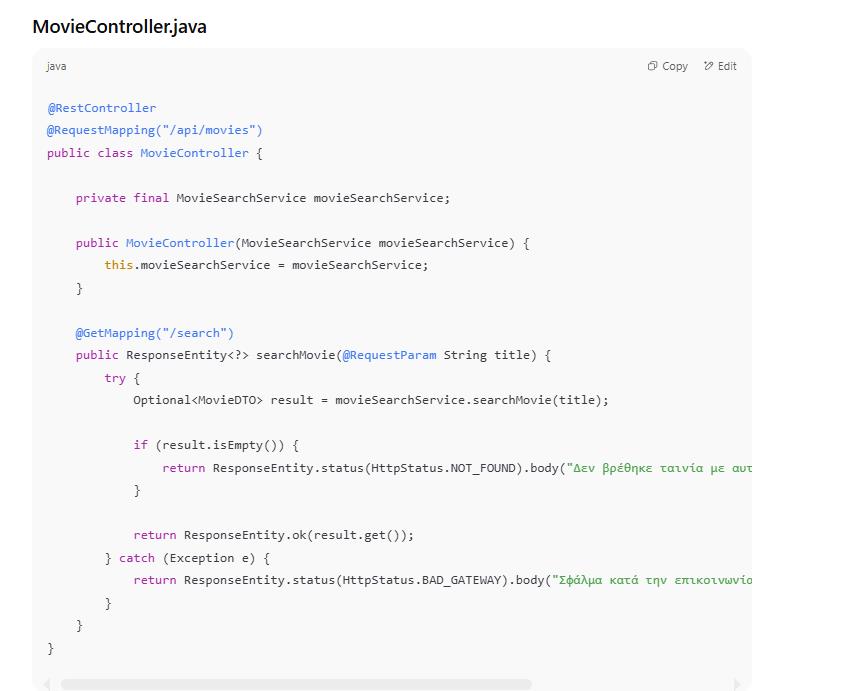 MovieController.java
java
Copy Edit
@RestController
@RequestMapping("/api/movies")
public class MovieController {
private final MovieSearchService movieSearchService;
public MovieController(MovieSearchService movieSearchService) {
this.movieSearchService = movieSearchService;
}
@GetMapping("/search")
public ResponseEntity<?> searchMovie(@RequestParam String title) {
try {
Optional<MovieDTO> result = movieSearchService.searchMovie(title);
if (result.isEmpty()) {
return ResponseEntity.status(HttpStatus.NOT_FOUND).body("Δεν βρέθηκε ταινία με αυτ
}
return ResponseEntity.ok(result.get());
} catch (Exception e) {
return ResponseEntity.status(HttpStatus.BAD_GATEWAY).body("Σφάλμα κατά την επικοινωνίο
}
}
}